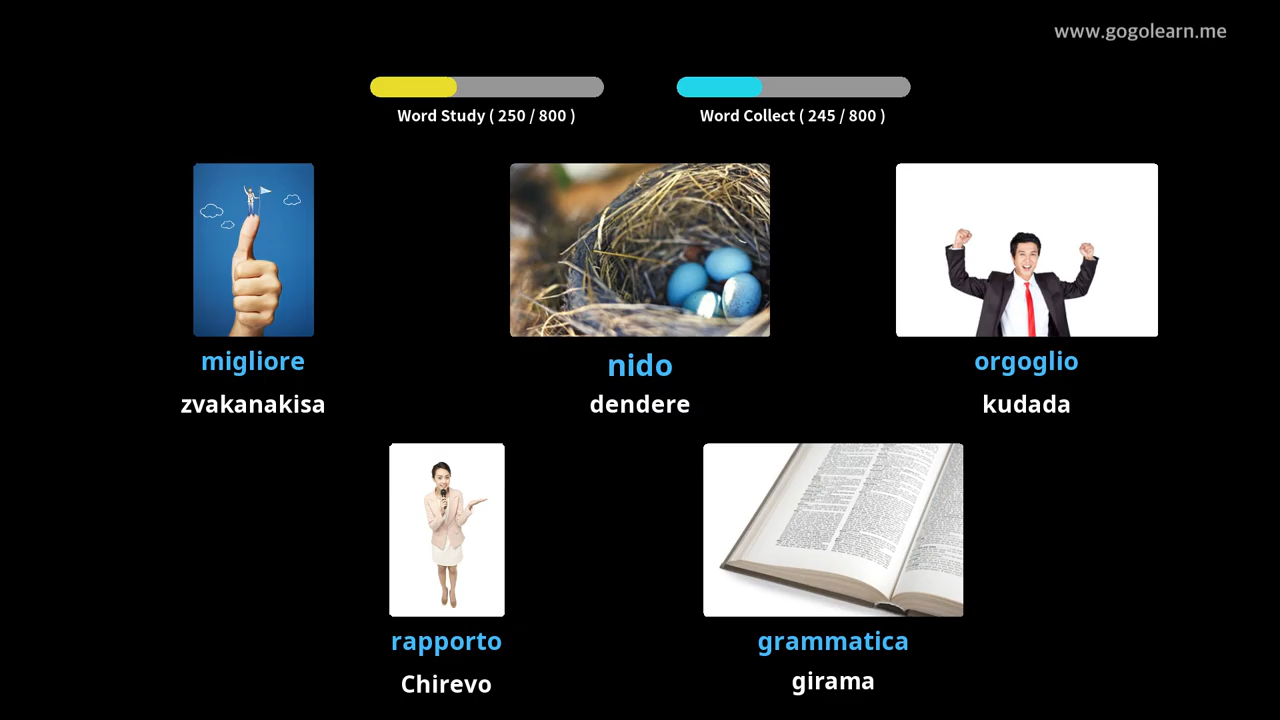 www.gogolearn.me
Word Study ( 250 / 800 )
Word Collect ( 245 / 800 )
migliore
zvakanakisa
nido
dendere
orgoglio
kudada
rapporto
Chirevo
grammatica
girama